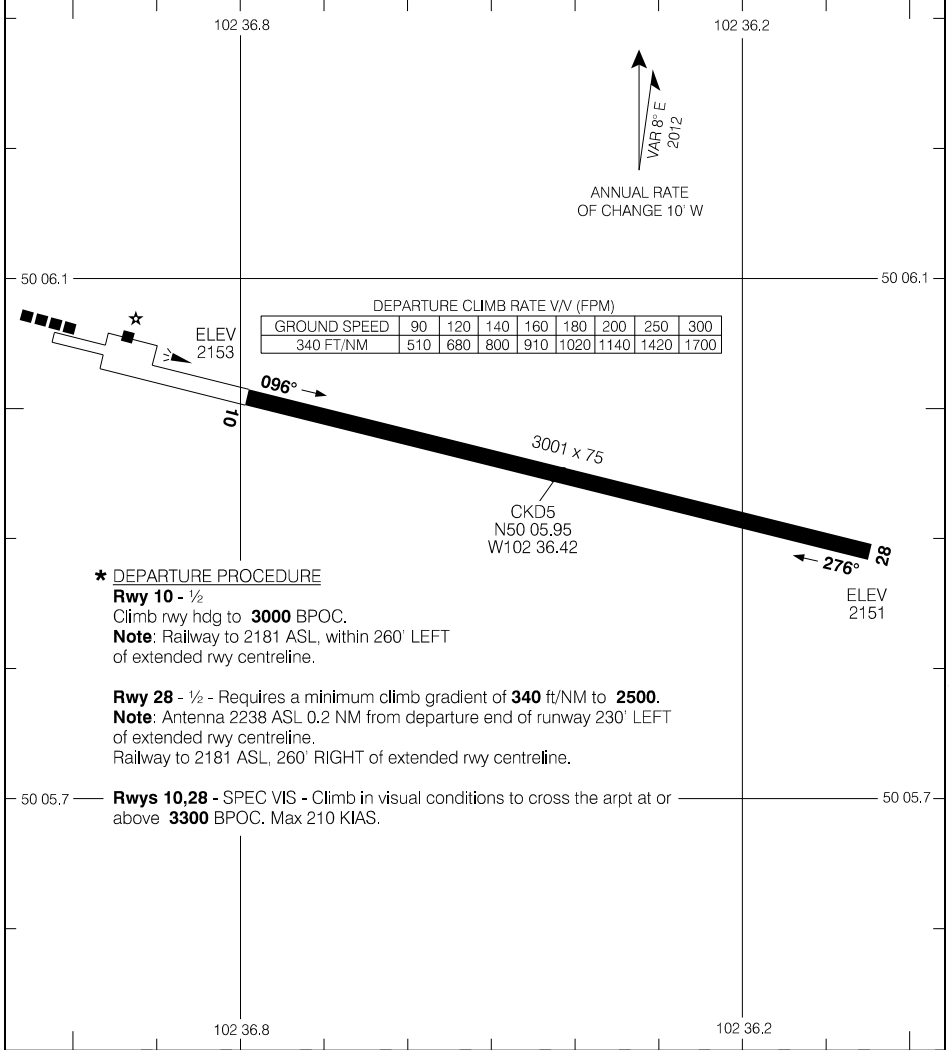 102 36.8
102 36.2
VAR 8° E
2012
ANNUAL RATE
OF CHANGE 10' W
50 06.1
50 06.1
DEPARTURE CLIMB RATE V/V (FPM)
GROUND SPEED 90 120 140 160 180 200 250 300
340 FT/NM 510 680 800 910 1020 1140 1420 1700
ELEV
2153
096°
10
3001 x 75
CKD5
N50 05.95
W102 36.42
276°
28
ELEV
2151
* DEPARTURE PROCEDURE
Rwy 10 - ½
Climb rwy hdg to 3000 BPOC.
Note: Railway to 2181 ASL, within 260' LEFT
of extended rwy centreline.
Rwy 28 - ½ - Requires a minimum climb gradient of 340 ft/NM to 2500.
Note: Antenna 2238 ASL 0.2 NM from departure end of runway 230' LEFT
of extended rwy centreline.
Railway to 2181 ASL, 260' RIGHT of extended rwy centreline.
50 05.7
Rwys 10,28 - SPEC VIS - Climb in visual conditions to cross the arpt at or
above 3300 BPOC. Max 210 KIAS.
50 05.7
102 36.8
102 36.2